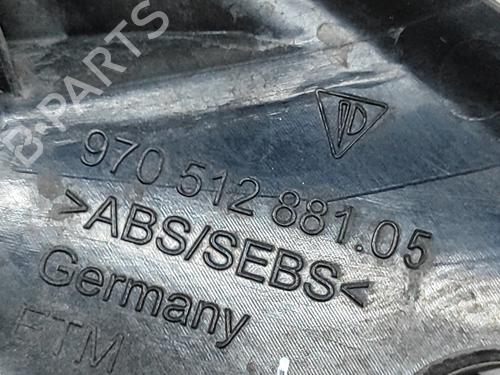 B-PARTS
970 512 881.05
>ABS/SEBS<
Germany
FTM